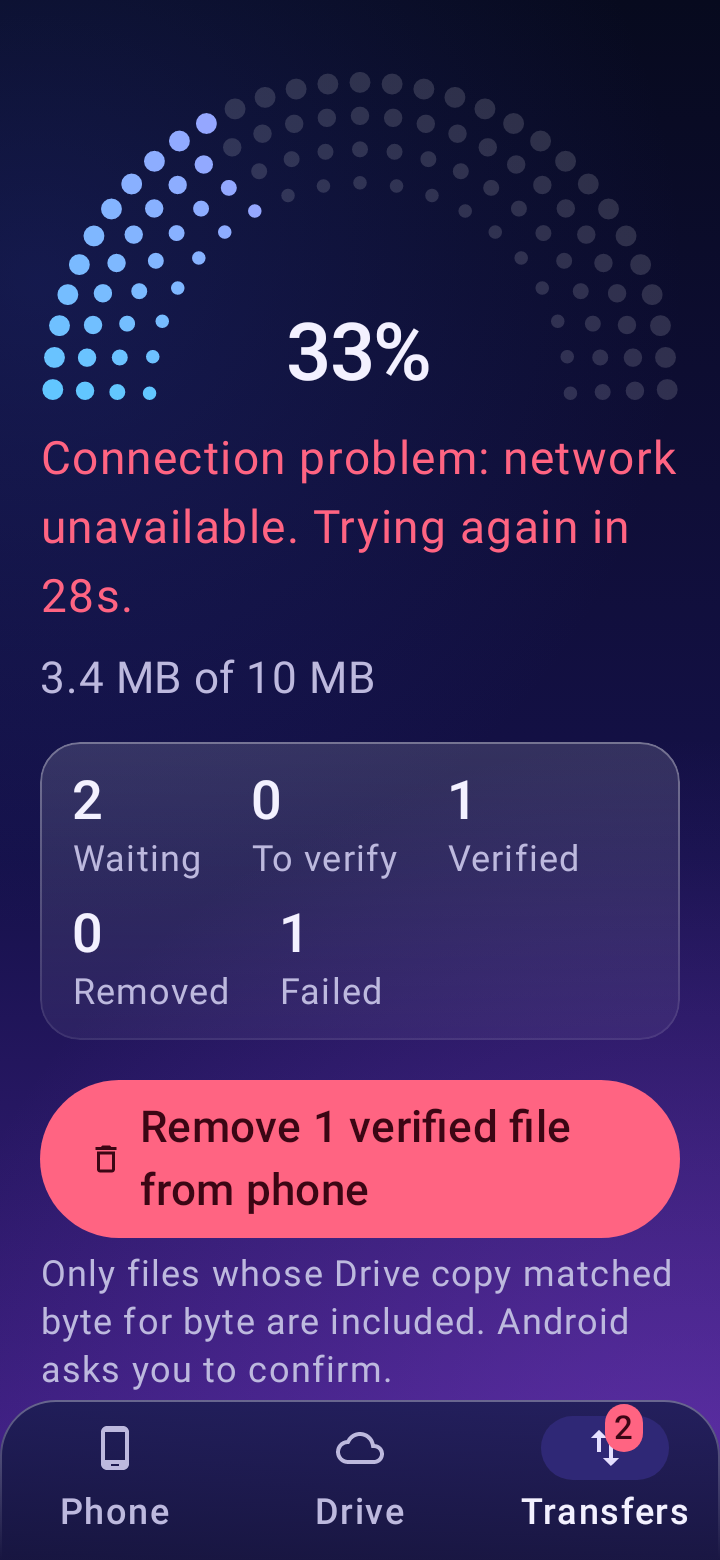 33%
Connection problem: network
unavailable. Trying again in
28s.
3.4 MB of 10 MB
2 0 1
Waiting To verify Verified
0 1
Removed Failed
Remove 1 verified file
from phone
Only files whose Drive copy matched
byte for byte are included. Android
asks you to confirm.
2
Phone Drive Transfers